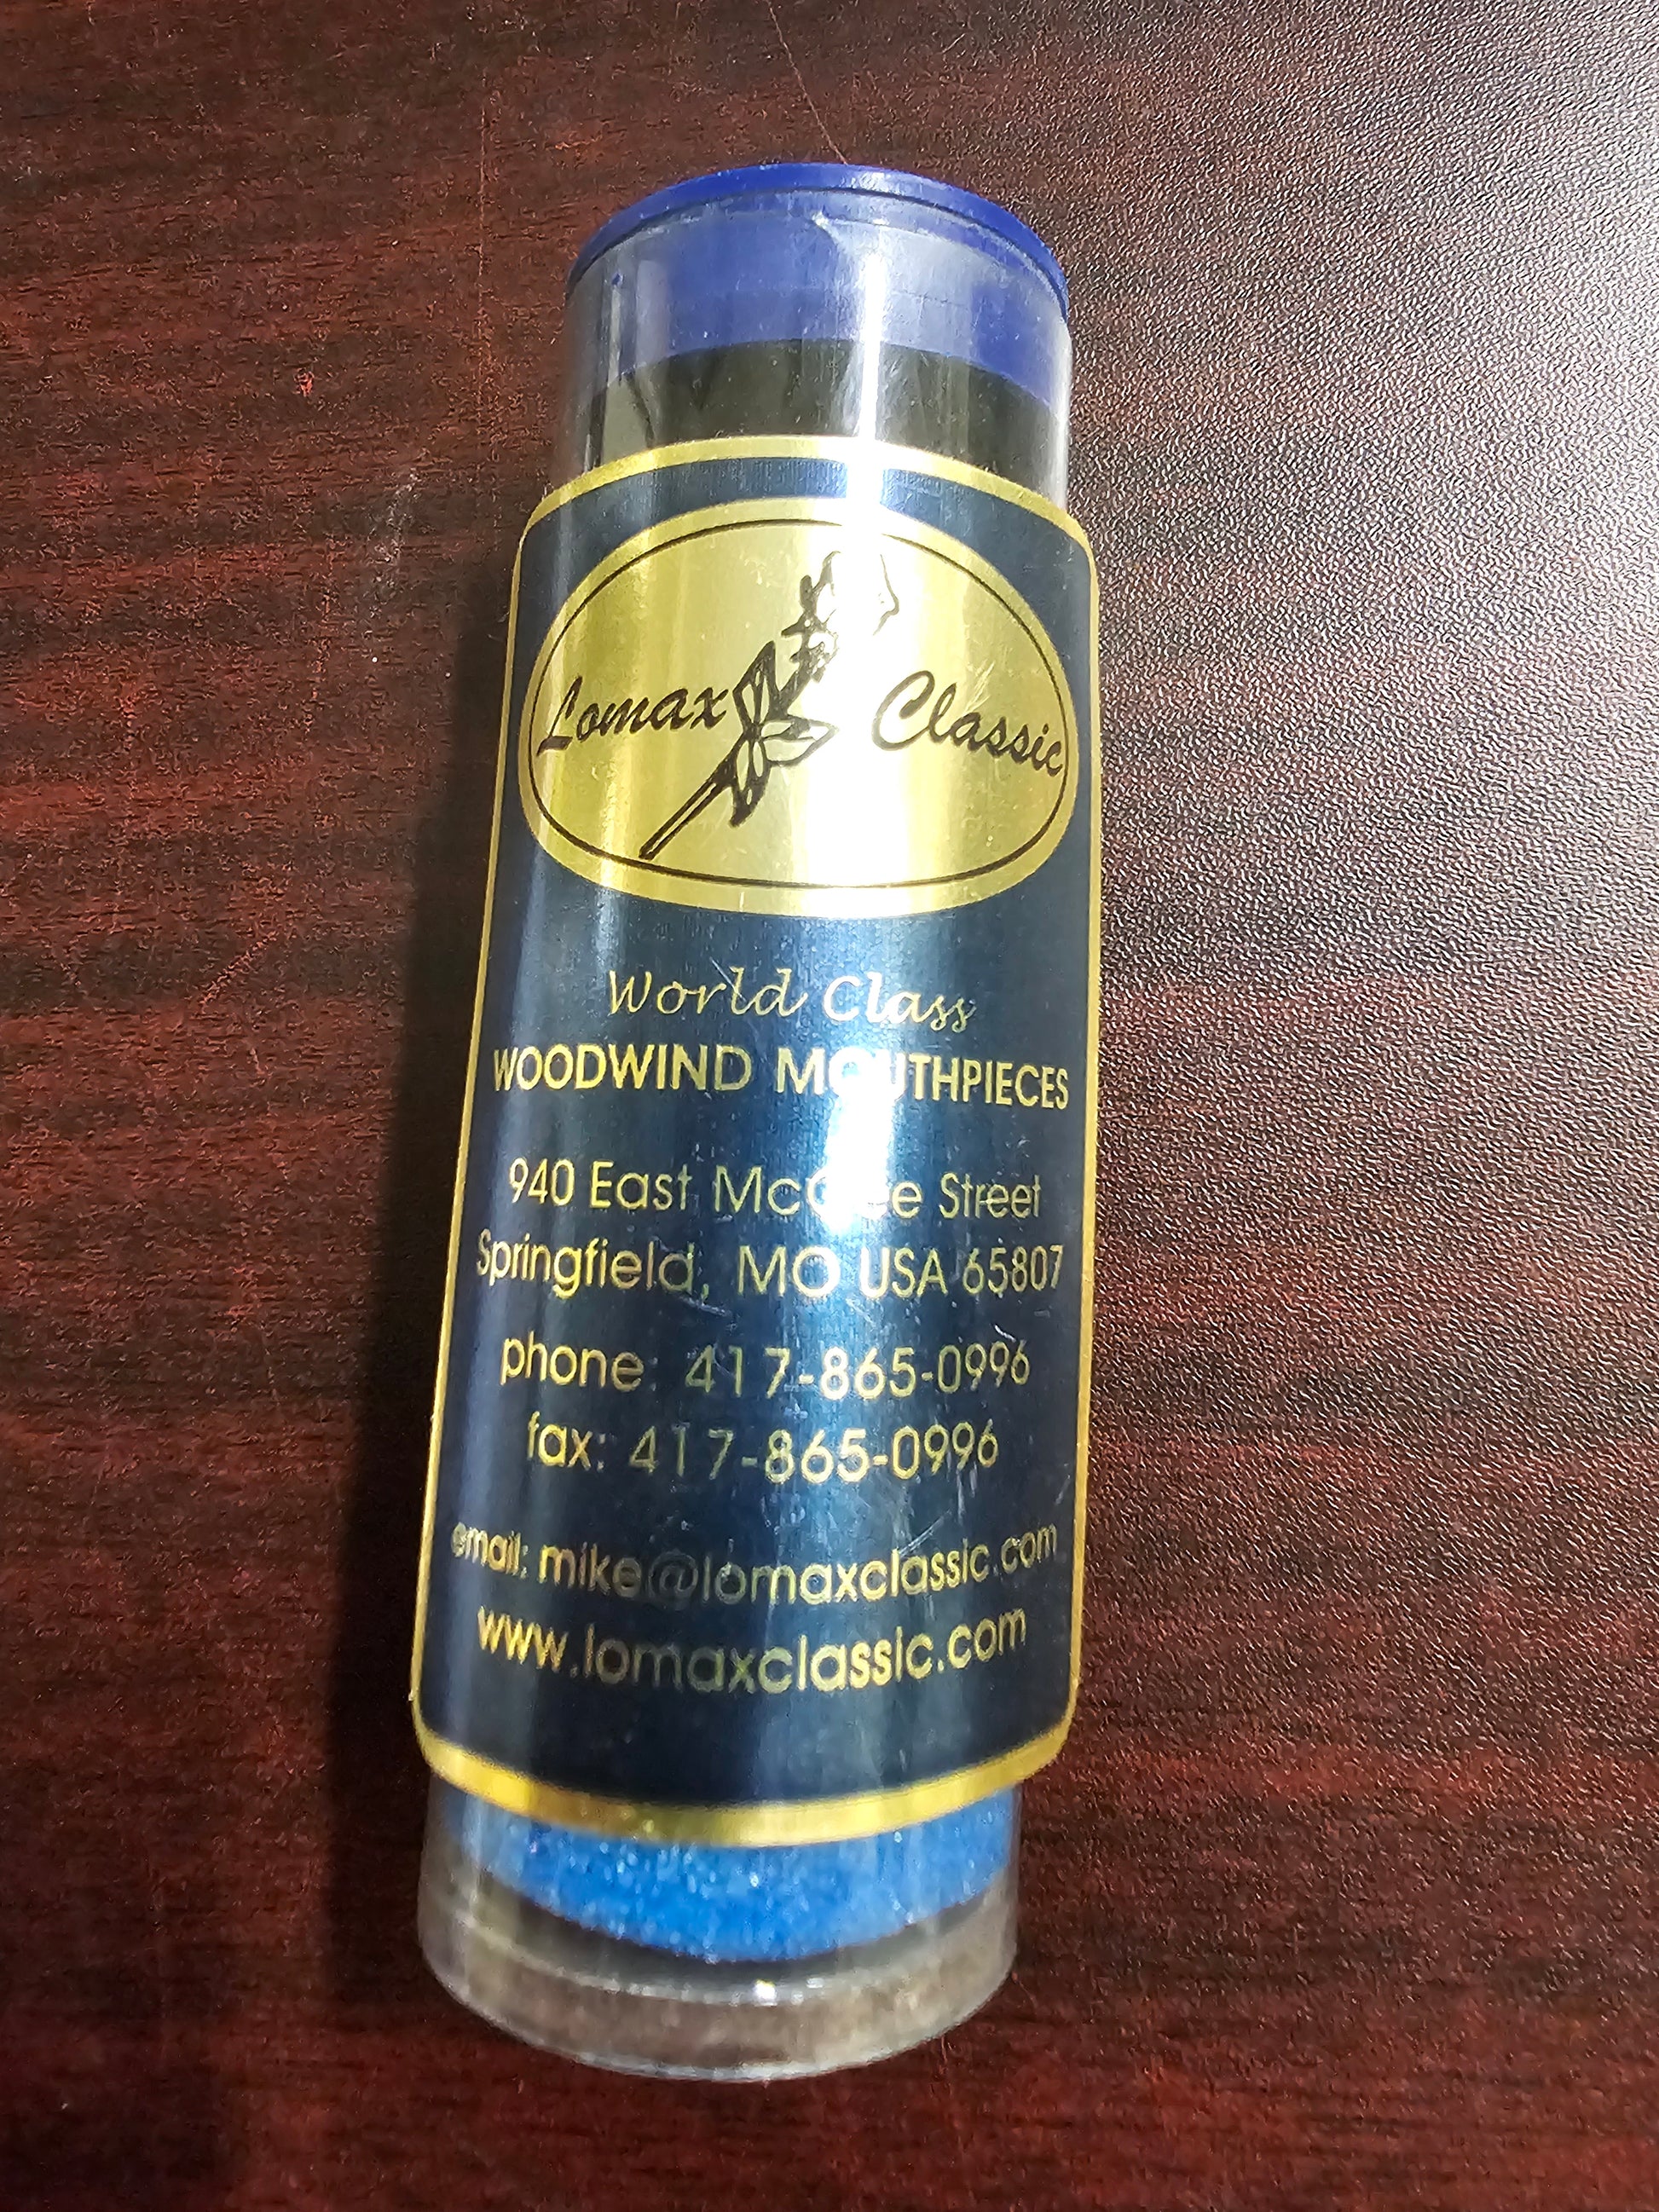 Lomax Classic
World Class
WOODWIND MOUTHPIECES
940 East Street
Springfield, MO USA 65807
phone: 417-865-0996
fax: 417-865-0996
email: mike@lomaxclassic.com
www.lomaxclassic.com